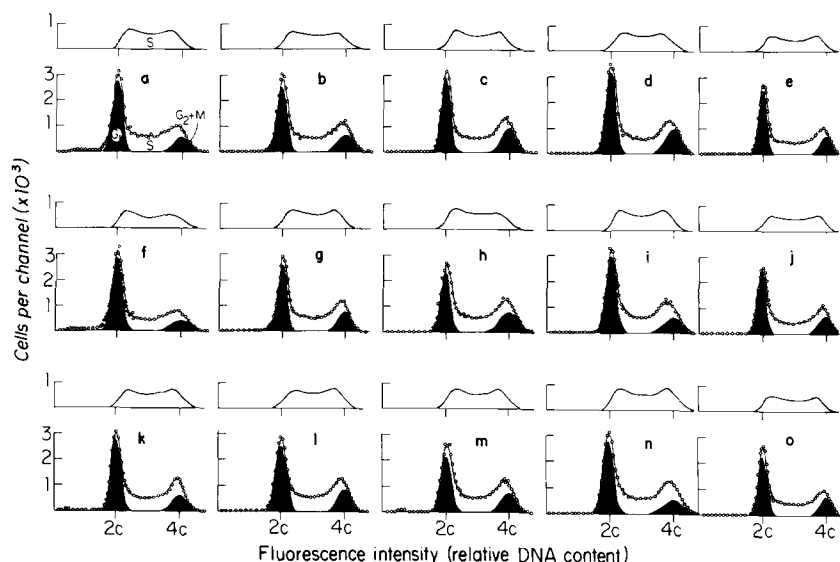 1
S
3
2
1
a
G₁
S
G₂+M
b
c
d
e
1
3
2
1
f
g
h
i
j
1
3
2
1
k
l
m
n
o
2c 4c 2c 4c 2c 4c 2c 4c 2c 4c
Cells per channel (×10³)
Fluorescence intensity (relative DNA content)